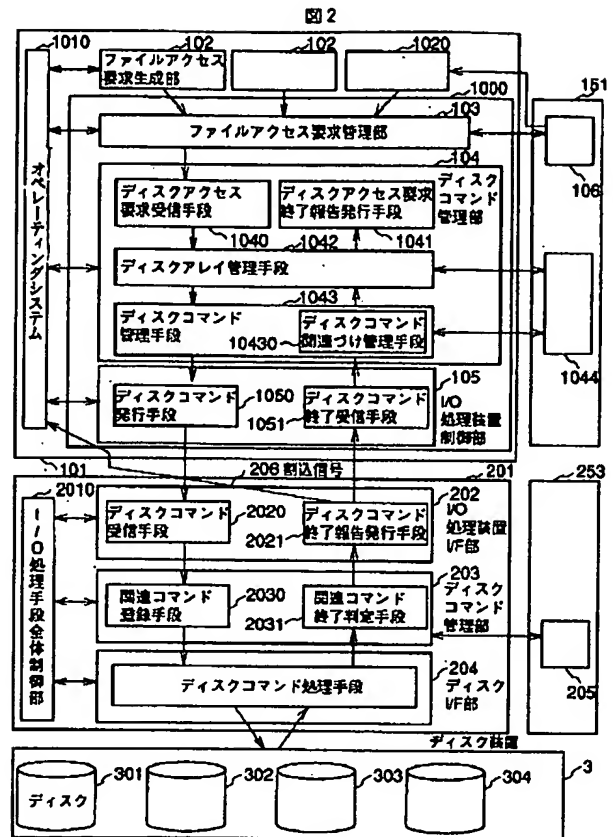 図2
1010
102
102
1020
ファイルアクセス
要求生成部
1000
103
151
ファイルアクセス要求管理部
106
104
オペレーティングシステム
ディスクアクセス
要求受信手段
ディスクアクセス要求
終了報告発行手段
ディスク
コマンド
管理部
1040
1042
1041
ディスクアレイ管理手段
1043
ディスクコマンド
管理手段
ディスクコマンド
関連づけ管理手段
10430
1044
105
ディスクコマンド
発行手段
1050
1051
ディスクコマンド
終了受信手段
I/O
処理装置
制御部
101
206 割込信号
201
2010
253
202
ディスクコマンド
受信手段
2020
2021
ディスクコマンド
終了報告発行手段
I/O
処理装置
I/F部
I/O処理手段全体制御部
203
関連コマンド
登録手段
2030
2031
関連コマンド
終了判定手段
ディスク
コマンド
管理部
204
205
ディスクコマンド処理手段
ディスク
I/F部
ディスク装置
301
302
303
304
3
ディスク